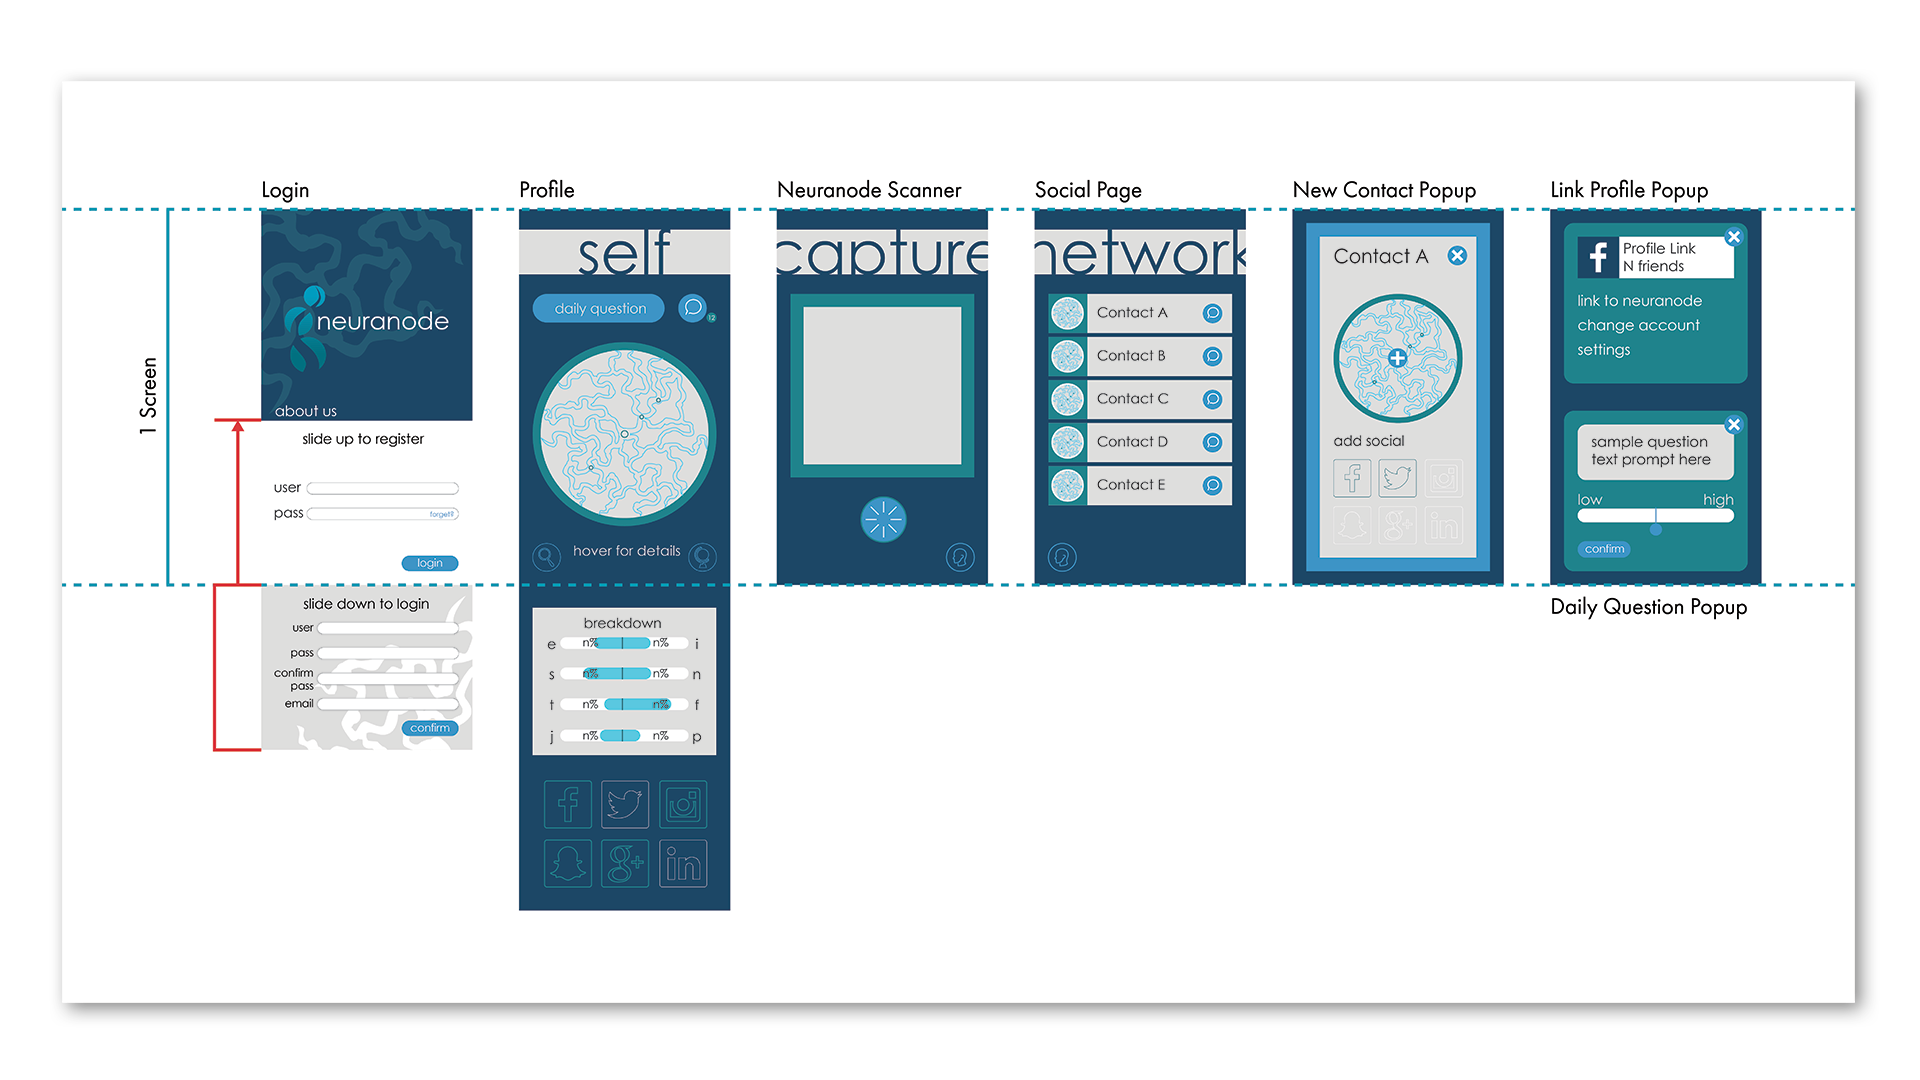 Login
Profile
Neuranode Scanner
Social Page
New Contact Popup
Link Profile Popup
1 Screen
neuranode
about us
slide up to register
user
pass
forget?
login
slide down to login
user
pass
confirm
pass
email
confirm
self
daily question
12
hover for details
breakdown
e n% n% i
s n% n% n
t n% n% f
j n% n% p
f
g+
in
capture
network
Contact A
Contact B
Contact C
Contact D
Contact E
Contact A
add social
f
g+
in
f
Profile Link
N friends
link to neuranode
change account
settings
sample question
text prompt here
low high
confirm
Daily Question Popup